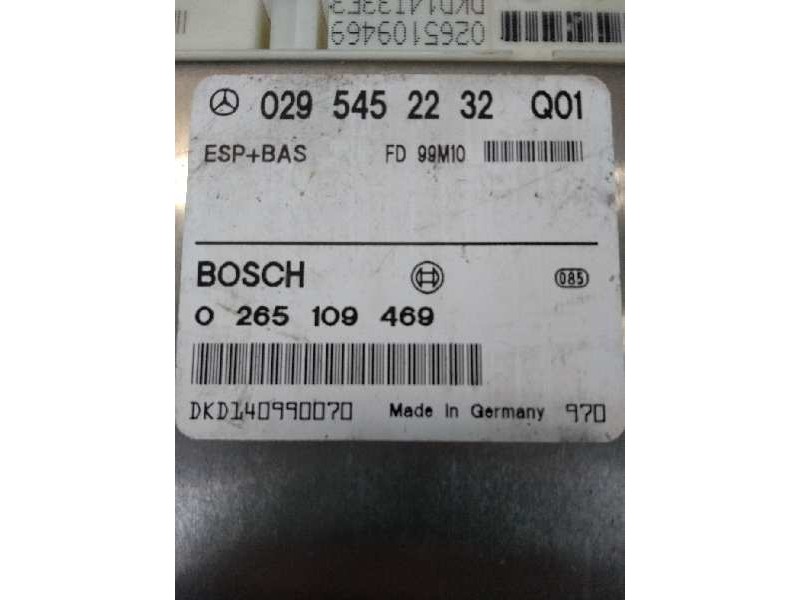 DKD14I33E3
0265109469
029 545 22 32 Q01
ESP+BAS FD 99M10
BOSCH 085
0 265 109 469
DKD140990070 Made in Germany 970